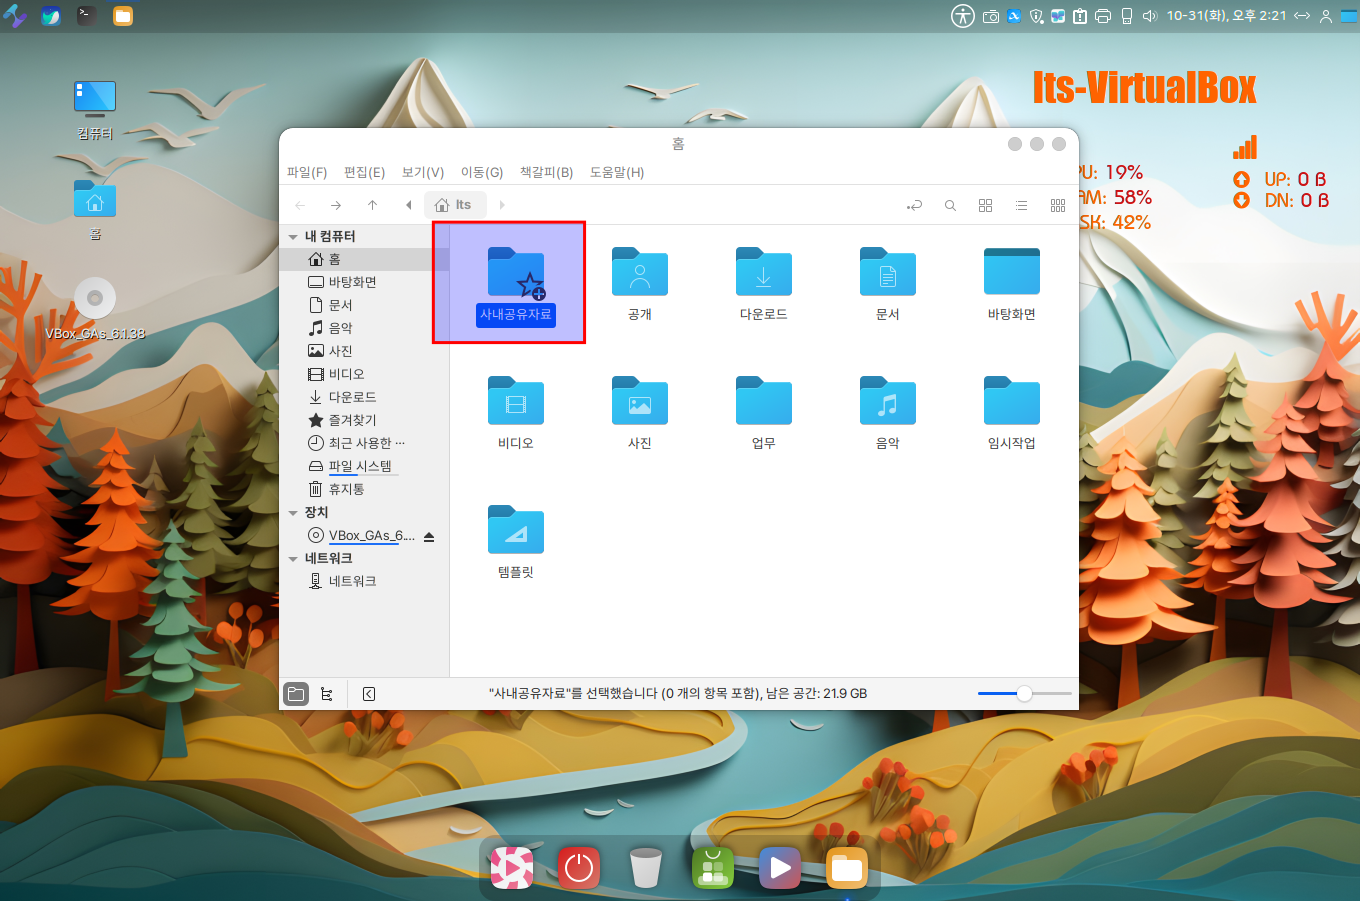 10-31(화), 오후 2:21
lts-VirtualBox
컴퓨터
홈
VBox_GAs_6.1.38
PU: 19%
AM: 58%
SK: 42%
UP: 0 B
DN: 0 B
홈
파일(F) 편집(E) 보기(V) 이동(G) 책갈피(B) 도움말(H)
lts
내 컴퓨터
홈
바탕화면
문서
음악
사진
비디오
다운로드
즐겨찾기
최근 사용한 ···
파일 시스템
휴지통
장치
VBox_GAs_6....
네트워크
네트워크
사내공유자료 공개 다운로드 문서 바탕화면
비디오 사진 업무 음악 임시작업
템플릿
"사내공유자료"를 선택했습니다 (0 개의 항목 포함), 남은 공간: 21.9 GB